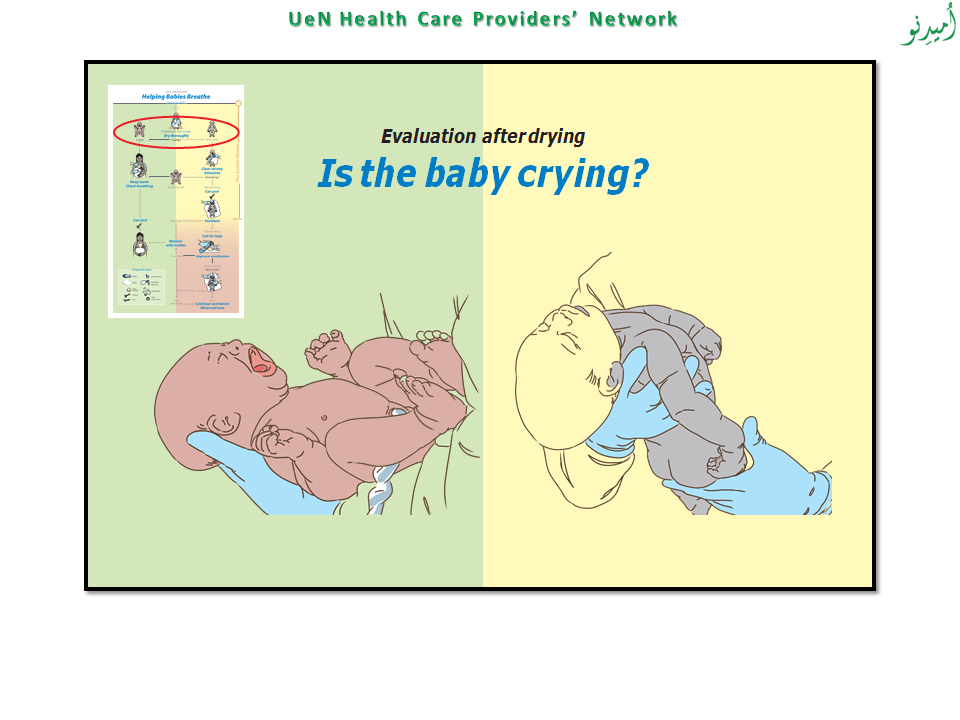 UeN Health Care Providers’ Network
اُمیدِنو
Helping Babies Breathe
Dry thoroughly
Evaluation after drying
Is the baby crying?
Clear airway
Stimulate
Keep warm
Check breathing
Cut cord
Cut cord
Ventilate
Call for help
Monitor
with mother
Improve ventilation
Continue ventilation
Advanced care